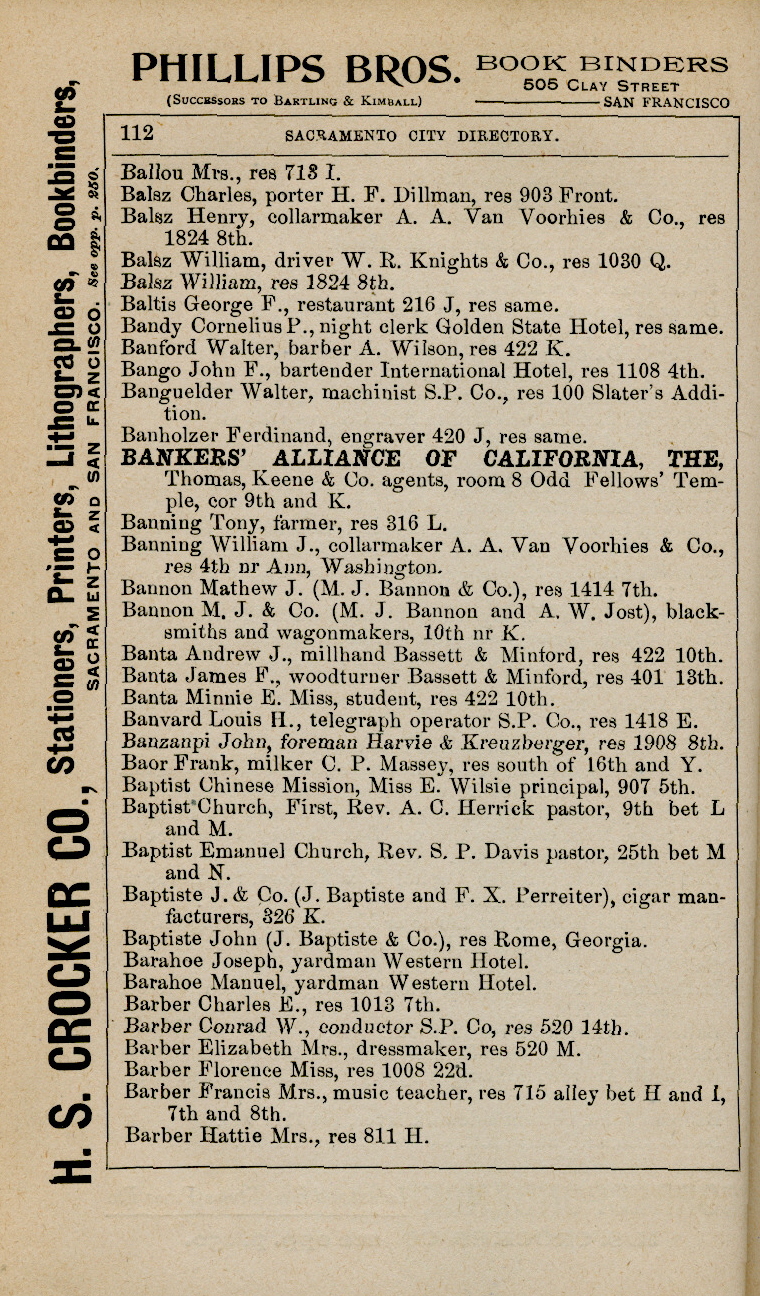 PHILLIPS BROS. BOOK BINDERS
505 CLAY STREET
(SUCCESSORS TO BARTLING & KIMBALL) SAN FRANCISCO
112 SACRAMENTO CITY DIRECTORY.
Ballou Mrs., res 713 I.
Balsz Charles, porter H. F. Dillman, res 903 Front.
Balsz Henry, collarmaker A. A. Van Voorhies & Co., res
1824 8th.
Balsz William, driver W. R. Knights & Co., res 1030 Q.
Balsz William, res 1824 8th.
Baltis George F., restaurant 216 J, res same.
Bandy Cornelius P., night clerk Golden State Hotel, res same.
Banford Walter, barber A. Wilson, res 422 K.
Bango John F., bartender International Hotel, res 1108 4th.
Banguelder Walter, machinist S.P. Co., res 100 Slater's Addi-
tion.
Banholzer Ferdinand, engraver 420 J, res same.
BANKERS' ALLIANCE OF CALIFORNIA, THE,
Thomas, Keene & Co. agents, room 8 Odd Fellows' Tem-
ple, cor 9th and K.
Banning Tony, farmer, res 316 L.
Banning William J., collarmaker A. A. Van Voorhies & Co.,
res 4th nr Ann, Washington.
Bannon Mathew J. (M. J. Bannon & Co.), res 1414 7th.
Bannon M. J. & Co. (M. J. Bannon and A. W. Jost), black-
smiths and wagonmakers, 10th nr K.
Banta Andrew J., millhand Bassett & Minford, res 422 10th.
Banta James F., woodturner Bassett & Minford, res 401 13th.
Banta Minnie E. Miss, student, res 422 10th.
Banvard Louis H., telegraph operator S.P. Co., res 1418 E.
Banzanpi John, foreman Harvie & Kreuzberger, res 1908 8th.
Baor Frank, milker C. P. Massey, res south of 16th and Y.
Baptist Chinese Mission, Miss E. Wilsie principal, 907 5th.
Baptist Church, First, Rev. A. C. Herrick pastor, 9th bet L
and M.
Baptist Emanuel Church, Rev. S. P. Davis pastor, 25th bet M
and N.
Baptiste J. & Co. (J. Baptiste and F. X. Perreiter), cigar man-
facturers, 326 K.
Baptiste John (J. Baptiste & Co.), res Rome, Georgia.
Barahoe Joseph, yardman Western Hotel.
Barahoe Manuel, yardman Western Hotel.
Barber Charles E., res 1013 7th.
Barber Conrad W., conductor S.P. Co, res 520 14th.
Barber Elizabeth Mrs., dressmaker, res 520 M.
Barber Florence Miss, res 1008 22d.
Barber Francis Mrs., music teacher, res 715 alley bet H and I,
7th and 8th.
Barber Hattie Mrs., res 811 H.
H. S. CROCKER CO., Stationers, Printers, Lithographers, Bookbinders,
SACRAMENTO AND SAN FRANCISCO. See opp. p. 250.